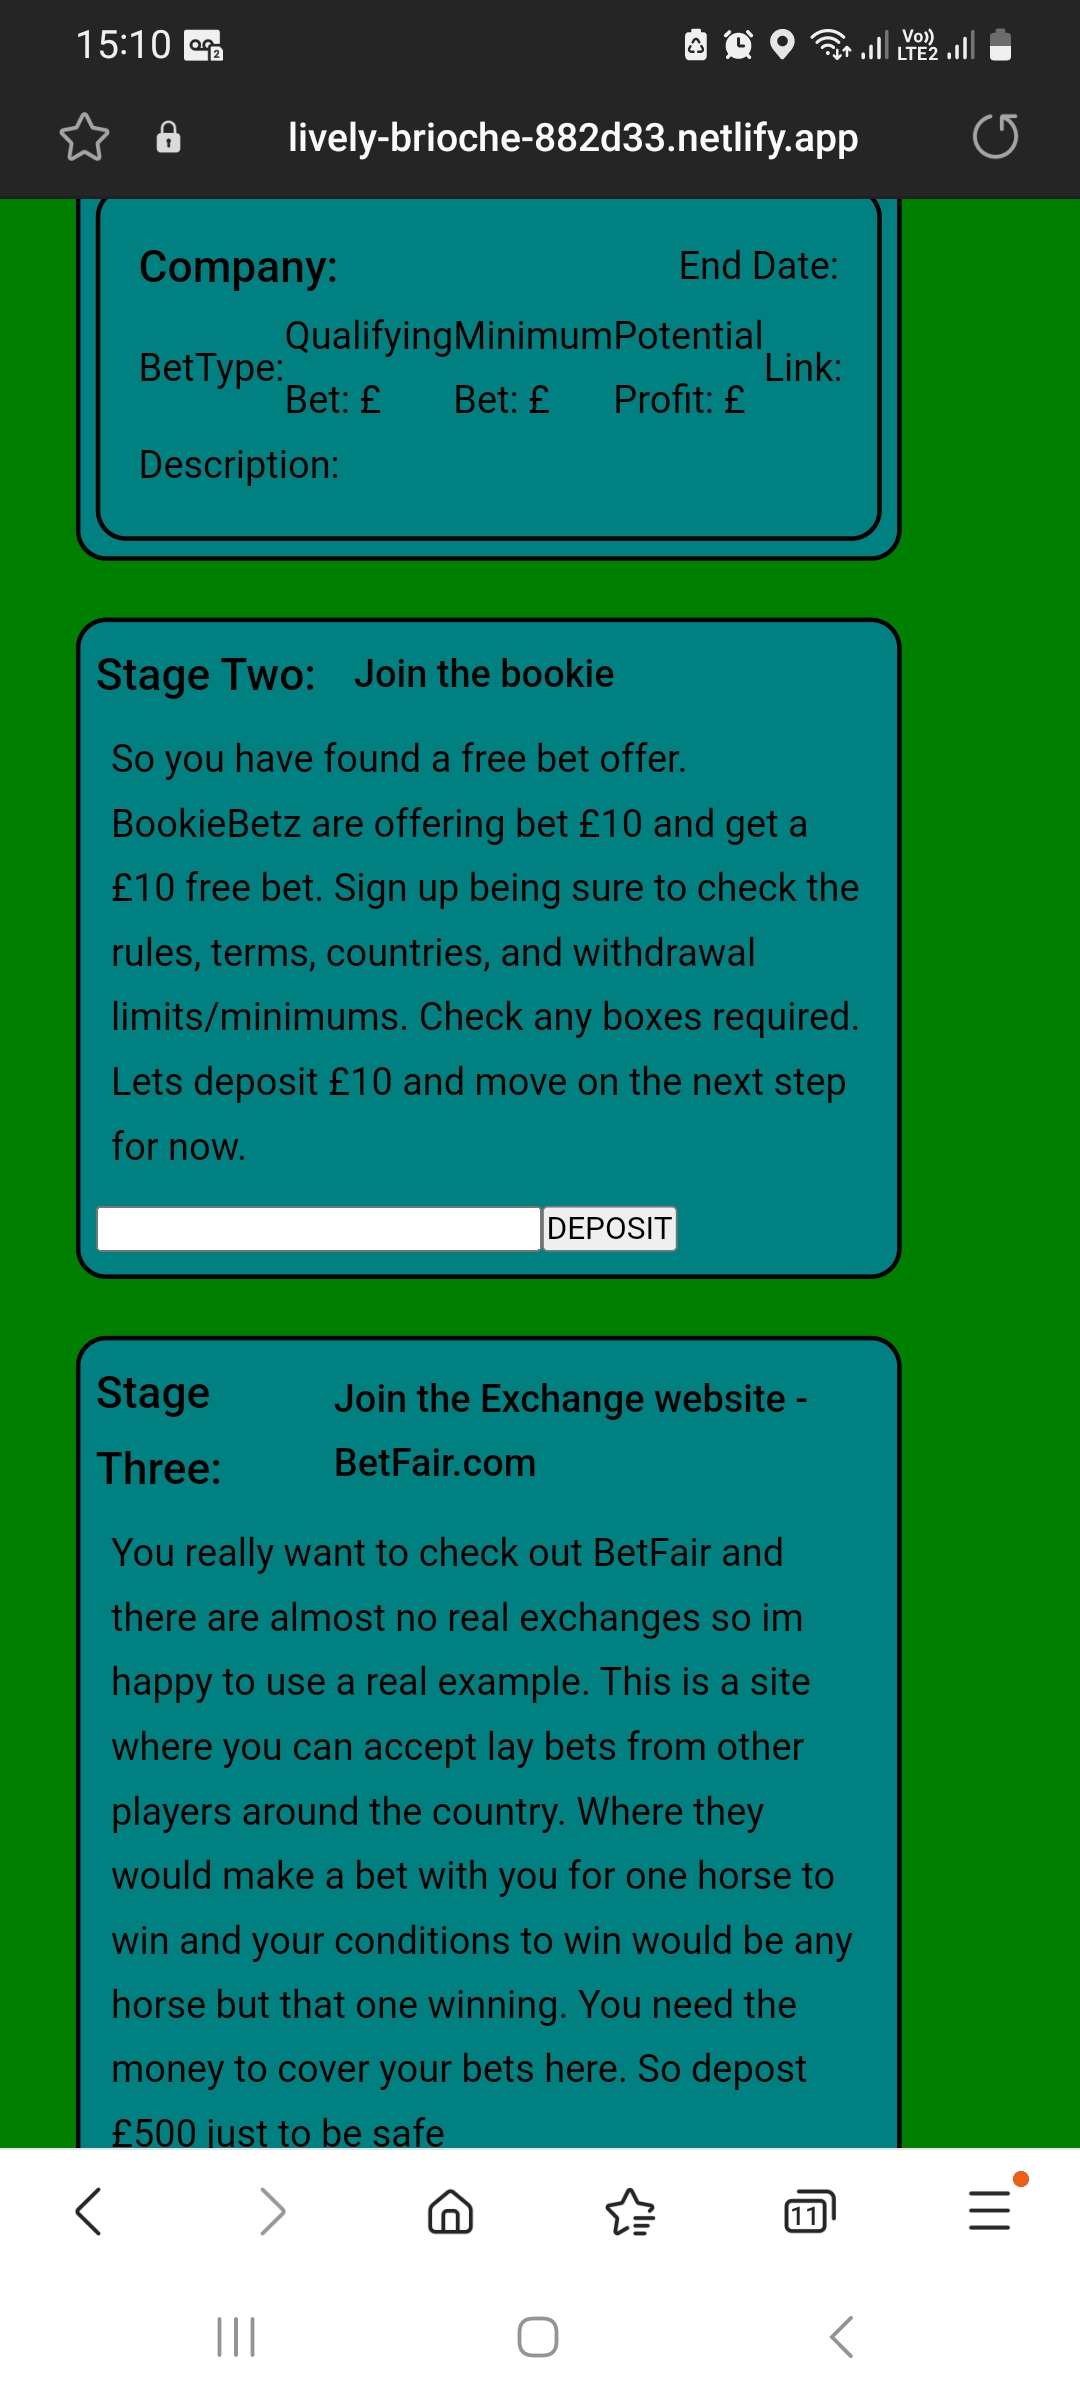 15:10
Vo))
LTE2
lively-brioche-882d33.netlify.app
Company: End Date:
BetType: Qualifying Bet: £ Minimum Bet: £ Potential Profit: £ Link:
Description:
Stage Two: Join the bookie
So you have found a free bet offer.
BookieBetz are offering bet £10 and get a
£10 free bet. Sign up being sure to check the
rules, terms, countries, and withdrawal
limits/minimums. Check any boxes required.
Lets deposit £10 and move on the next step
for now.
DEPOSIT
Stage Three:
Join the Exchange website -
BetFair.com
You really want to check out BetFair and
there are almost no real exchanges so im
happy to use a real example. This is a site
where you can accept lay bets from other
players around the country. Where they
would make a bet with you for one horse to
win and your conditions to win would be any
horse but that one winning. You need the
money to cover your bets here. So depost
£500 just to be safe
11